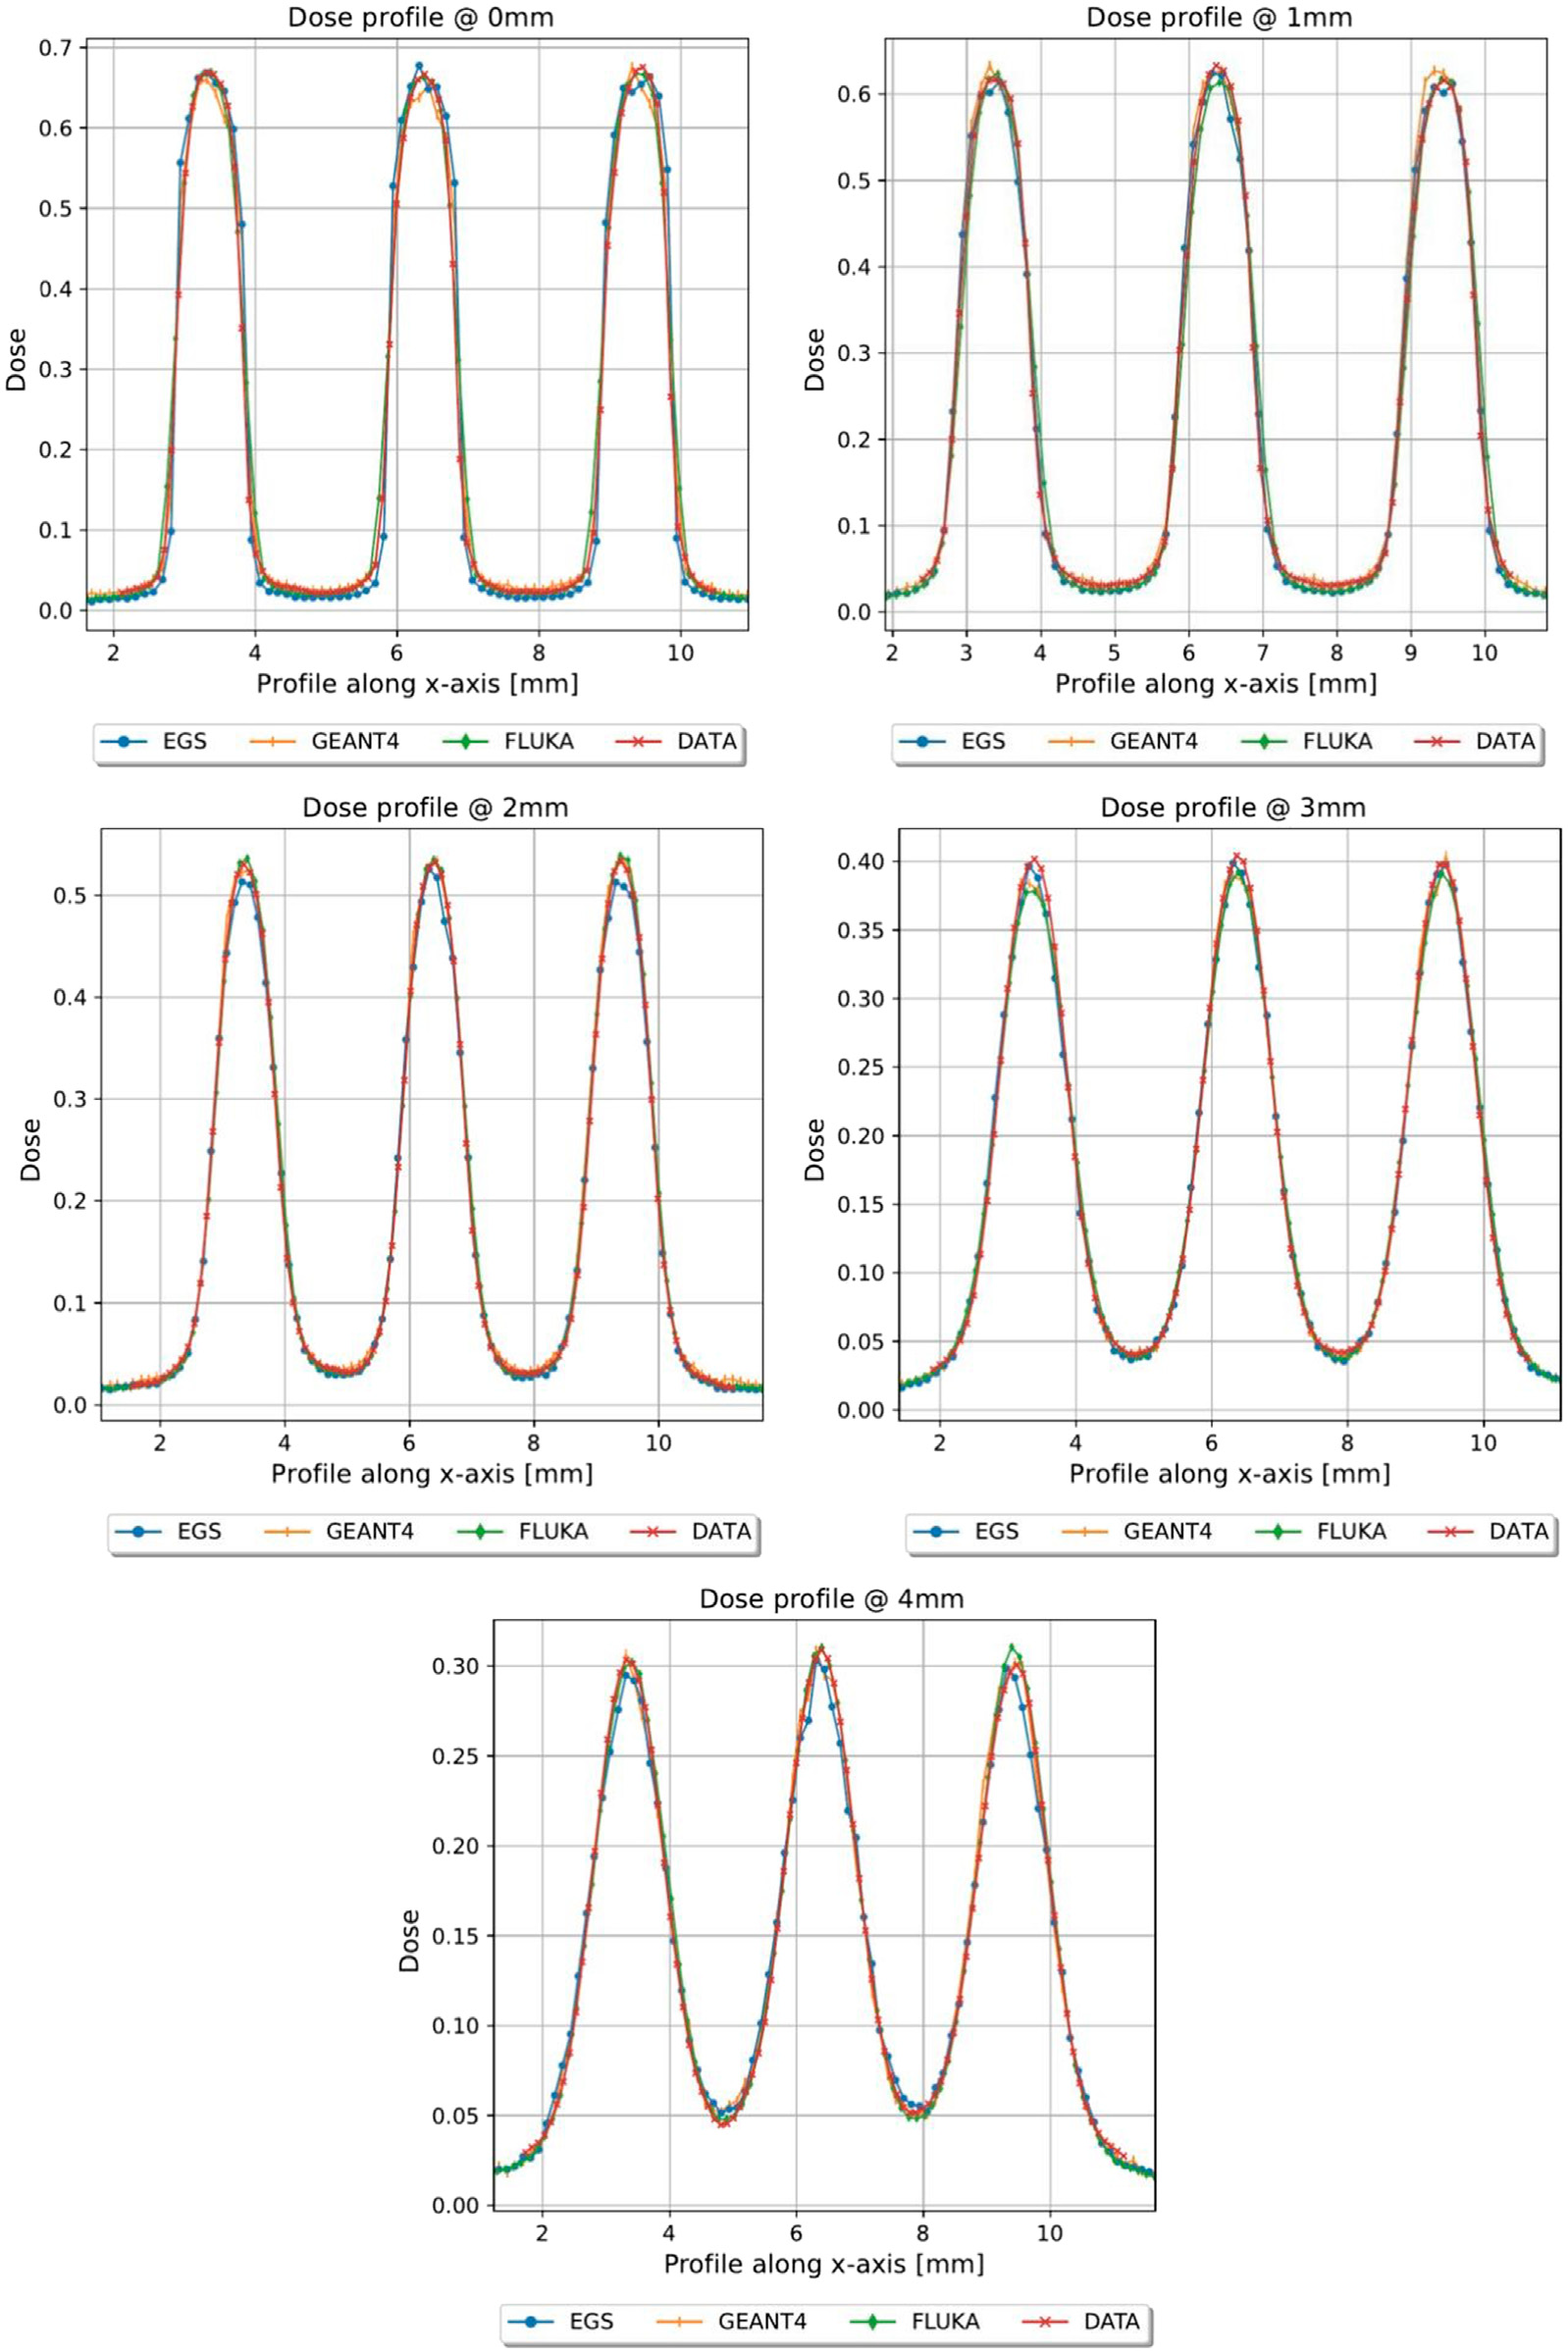 Dose profile @ 0mm
0.7
0.6
0.5
0.4
0.3
0.2
0.1
0.0
Dose
2 4 6 8 10
Profile along x-axis [mm]
EGS GEANT4 FLUKA DATA
Dose profile @ 1mm
0.6
0.5
0.4
0.3
0.2
0.1
0.0
Dose
2 3 4 5 6 7 8 9 10
Profile along x-axis [mm]
EGS GEANT4 FLUKA DATA
Dose profile @ 2mm
0.5
0.4
0.3
0.2
0.1
0.0
Dose
2 4 6 8 10
Profile along x-axis [mm]
EGS GEANT4 FLUKA DATA
Dose profile @ 3mm
0.40
0.35
0.30
0.25
0.20
0.15
0.10
0.05
0.00
Dose
2 4 6 8 10
Profile along x-axis [mm]
EGS GEANT4 FLUKA DATA
Dose profile @ 4mm
0.30
0.25
0.20
0.15
0.10
0.05
0.00
Dose
2 4 6 8 10
Profile along x-axis [mm]
EGS GEANT4 FLUKA DATA